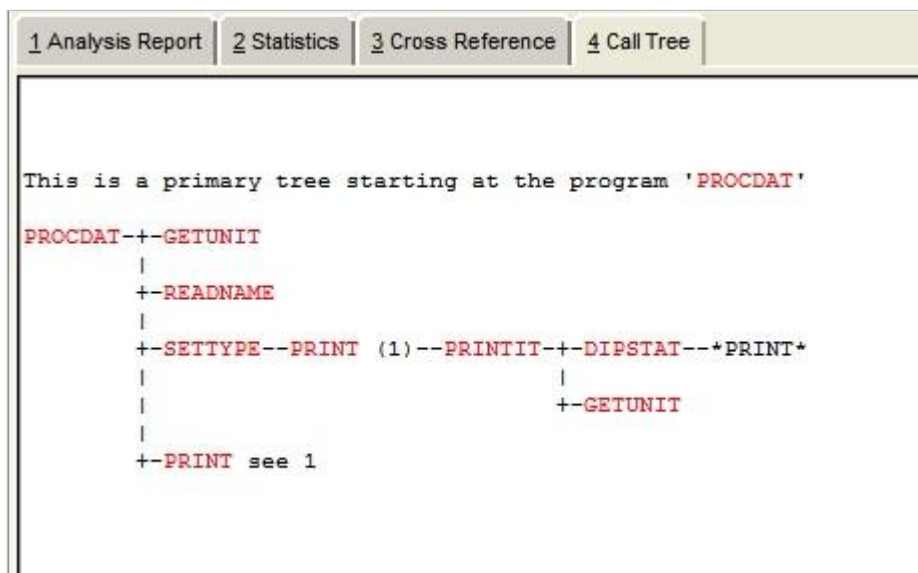 1 Analysis Report 2 Statistics 3 Cross Reference 4 Call Tree
This is a primary tree starting at the program 'PROCDAT'
PROCDAT-+-GETUNIT
|
+-READNAME
|
+-SETTYPE--PRINT (1)--PRINTIT-+-DIPSTAT--*PRINT*
| |
| +-GETUNIT
|
+-PRINT see 1